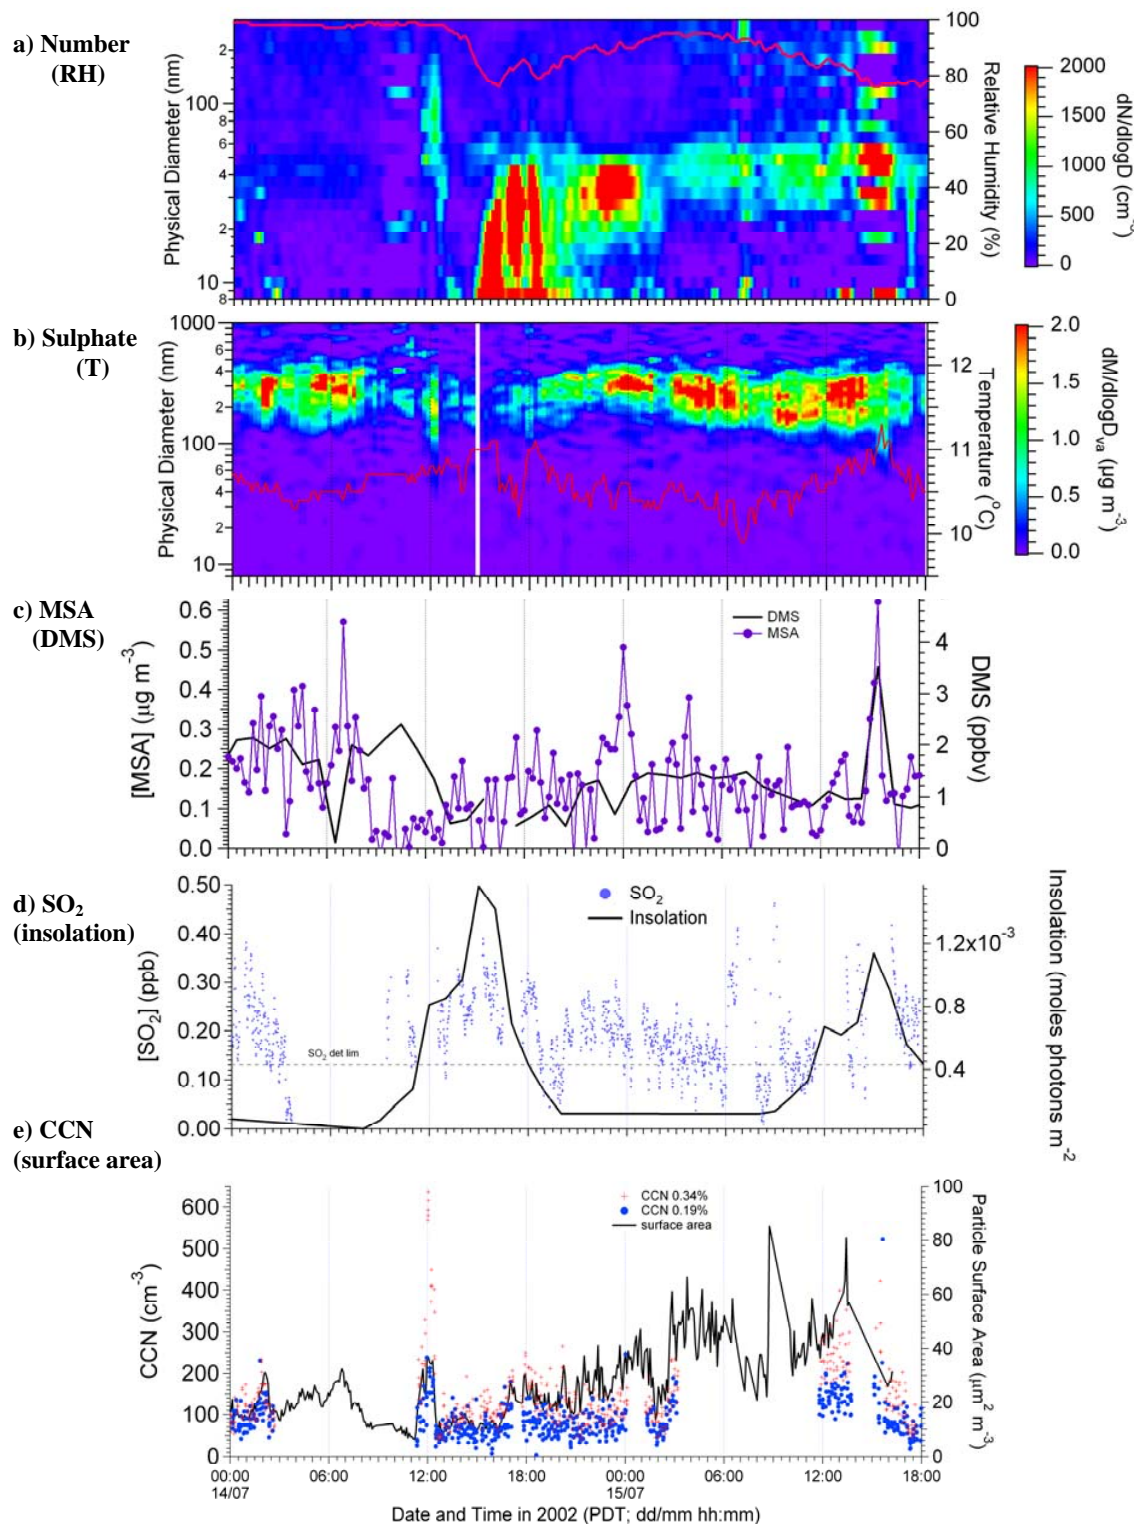 a) Number
(RH)
Physical Diameter (nm)
2
100
8
6
4
2
10
8
100
80
60
40
20
0
Relative Humidity (%)
2000
1500
1000
500
0
dN/dlogD (cm
b) Sulphate
(T)
Physical Diameter (nm)
1000
6
4
2
100
6
4
2
10
12
11
10
Temperature (°C)
2.0
1.5
1.0
0.5
0.0
dM/dlogD_va (µg m⁻³)
c) MSA
(DMS)
[MSA] (µg m⁻³)
0.6
0.5
0.4
0.3
0.2
0.1
0.0
DMS
MSA
4
3
2
1
0
DMS (ppbv)
d) SO₂
(insolation)
[SO₂] (ppb)
0.50
0.40
0.30
0.20
0.10
0.00
SO₂
Insolation
SO₂ det lim
1.2x10⁻³
0.8
0.4
Insolation (moles photons m⁻²
e) CCN
(surface area)
CCN (cm⁻³)
600
500
400
300
200
100
0
CCN 0.34%
CCN 0.19%
surface area
100
80
60
40
20
0
Particle Surface Area (µm² m⁻³)
00:00 06:00 12:00 18:00 00:00 06:00 12:00 18:00
14/07 15/07
Date and Time in 2002 (PDT; dd/mm hh:mm)